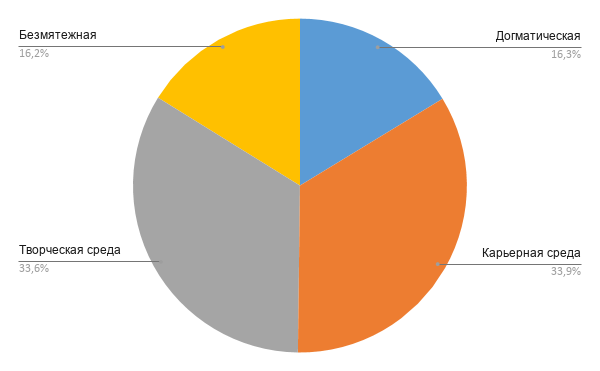 Безмятежная
16,2%
Догматическая
16,3%
Творческая среда
33,6%
Карьерная среда
33,9%